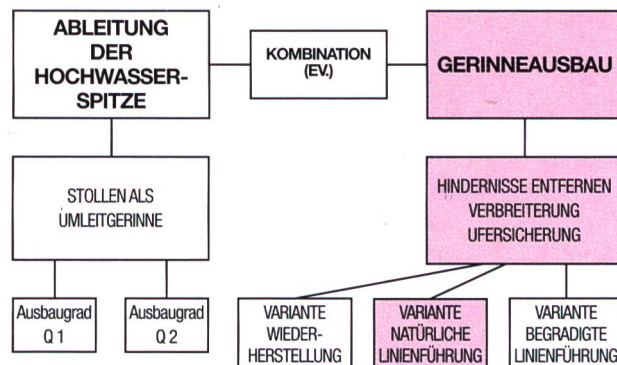 ABLEITUNG
DER
HOCHWASSER-
SPITZE
KOMBINATION
(EV.)
GERINNEAUSBAU
STOLLEN ALS
UMLEITGERINNE
HINDERNISSE ENTFERNEN
VERBREITERUNG
UFERSICHERUNG
Ausbaugrad
Q 1
Ausbaugrad
Q 2
VARIANTE
WIEDER-
HERSTELLUNG
VARIANTE
NATÜRLICHE
LINIENFÜHRUNG
VARIANTE
BEGRADIGTE
LINIENFÜHRUNG